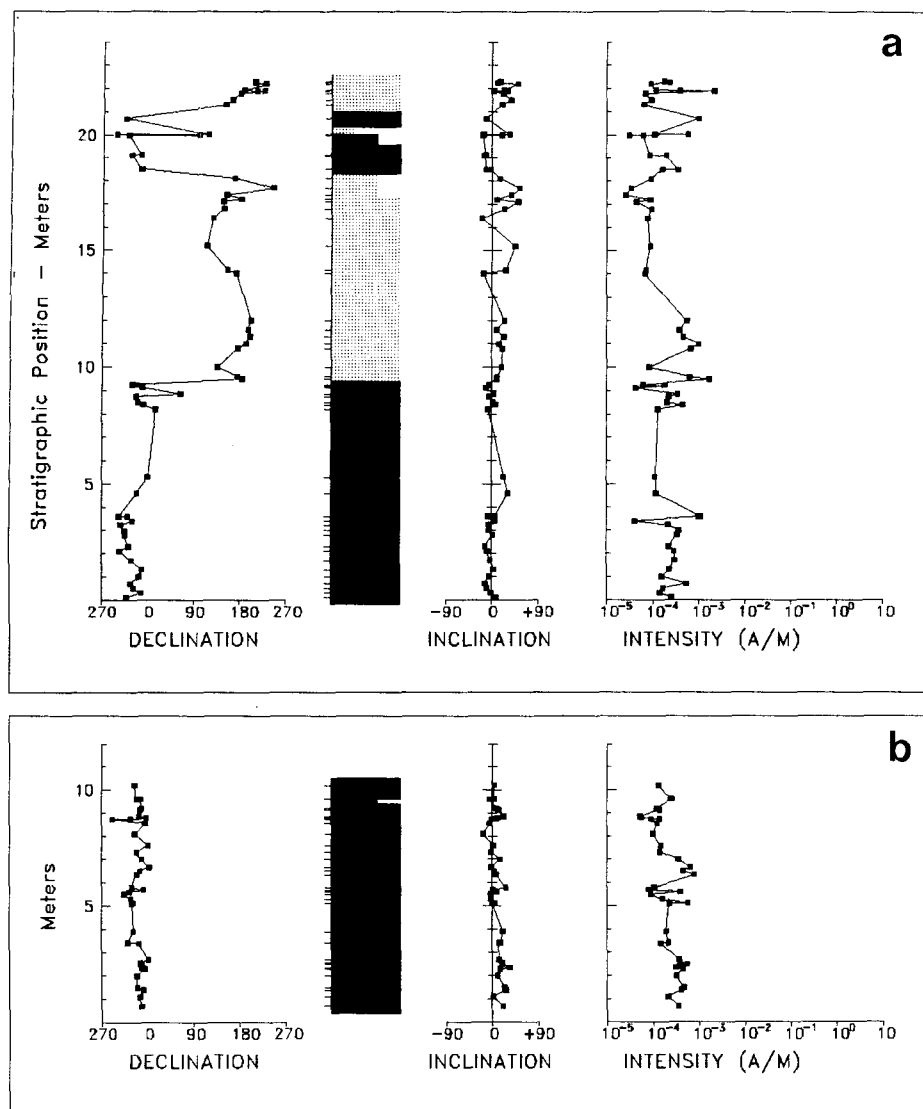 a
Stratigraphic Position – Meters
20
15
10
5
270 0 90 180 270
DECLINATION
-90 0 +90
INCLINATION
10⁻⁵ 10⁻⁴ 10⁻³ 10⁻² 10⁻¹ 10⁰ 10
INTENSITY (A/M)
b
Meters
10
5
270 0 90 180 270
DECLINATION
-90 0 +90
INCLINATION
10⁻⁵ 10⁻⁴ 10⁻³ 10⁻² 10⁻¹ 10⁰ 10
INTENSITY (A/M)